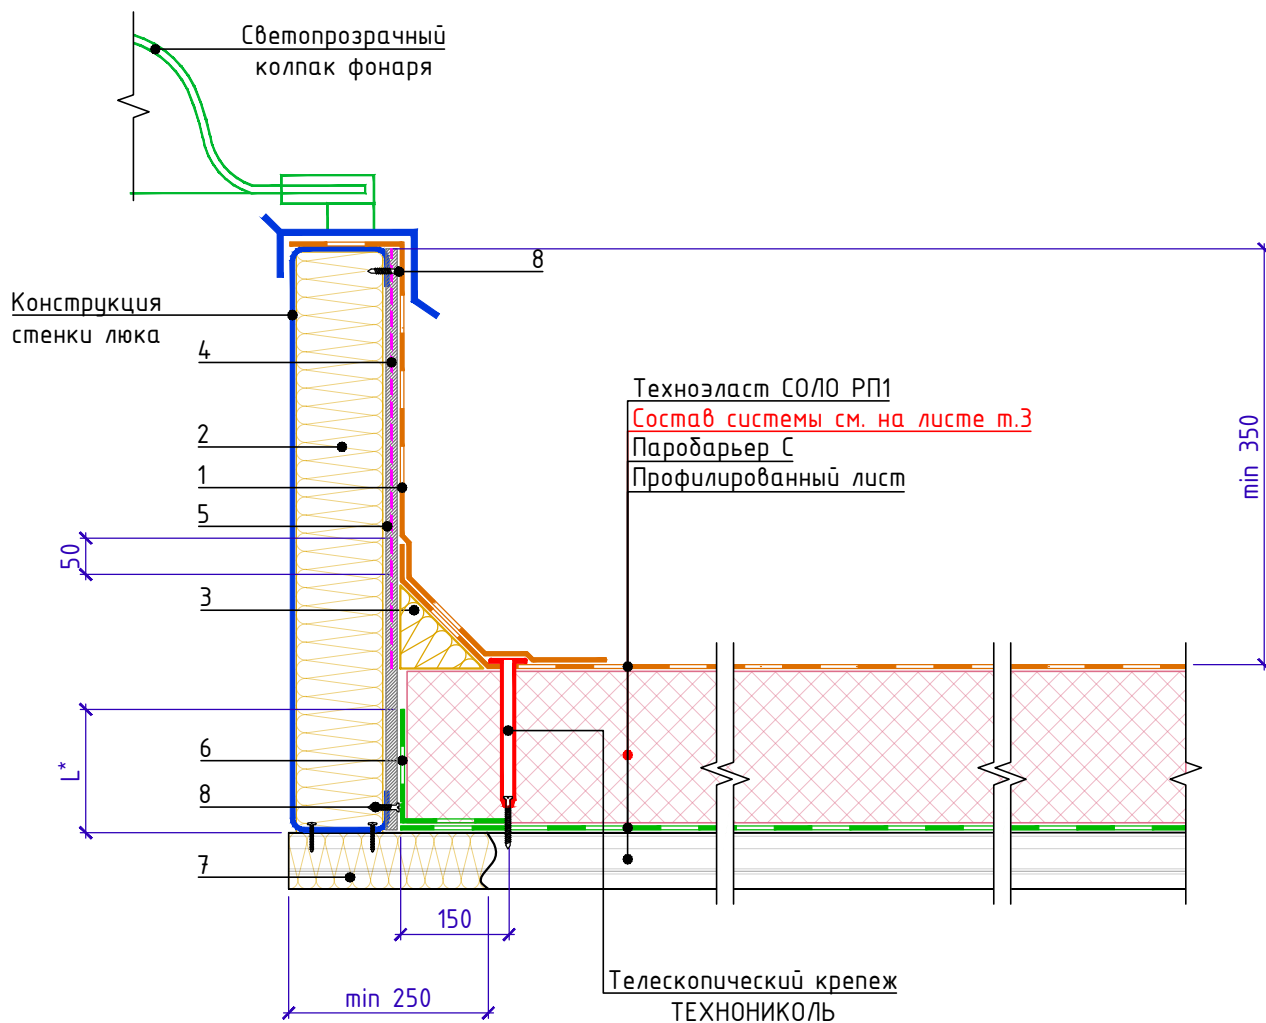 Светопрозрачный
колпак фонаря
8
Конструкция
стенки люка
4
Техноэласт СОЛО РП1
Состав системы см. на листе т.3
Паробарьер С
Профилированный лист
2
1
5
50
3
min 350
6
L*
8
7
150
min 250
Телескопический крепеж
ТЕХНОНИКОЛЬ